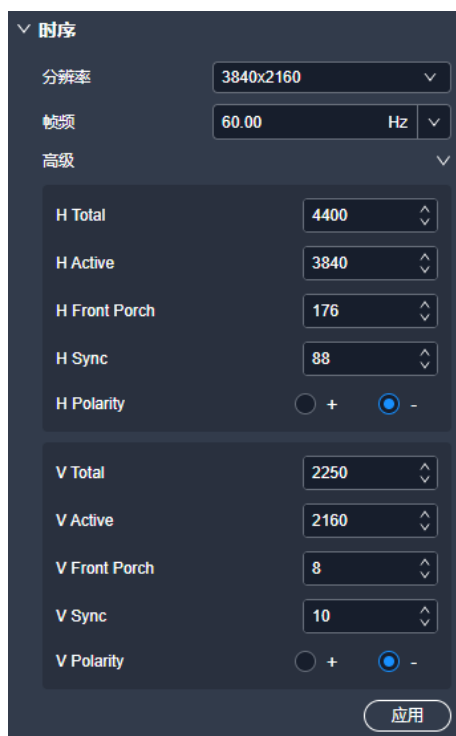 时序
分辨率 3840x2160
帧频 60.00 Hz
高级
H Total 4400
H Active 3840
H Front Porch 176
H Sync 88
H Polarity + -
V Total 2250
V Active 2160
V Front Porch 8
V Sync 10
V Polarity + -
应用